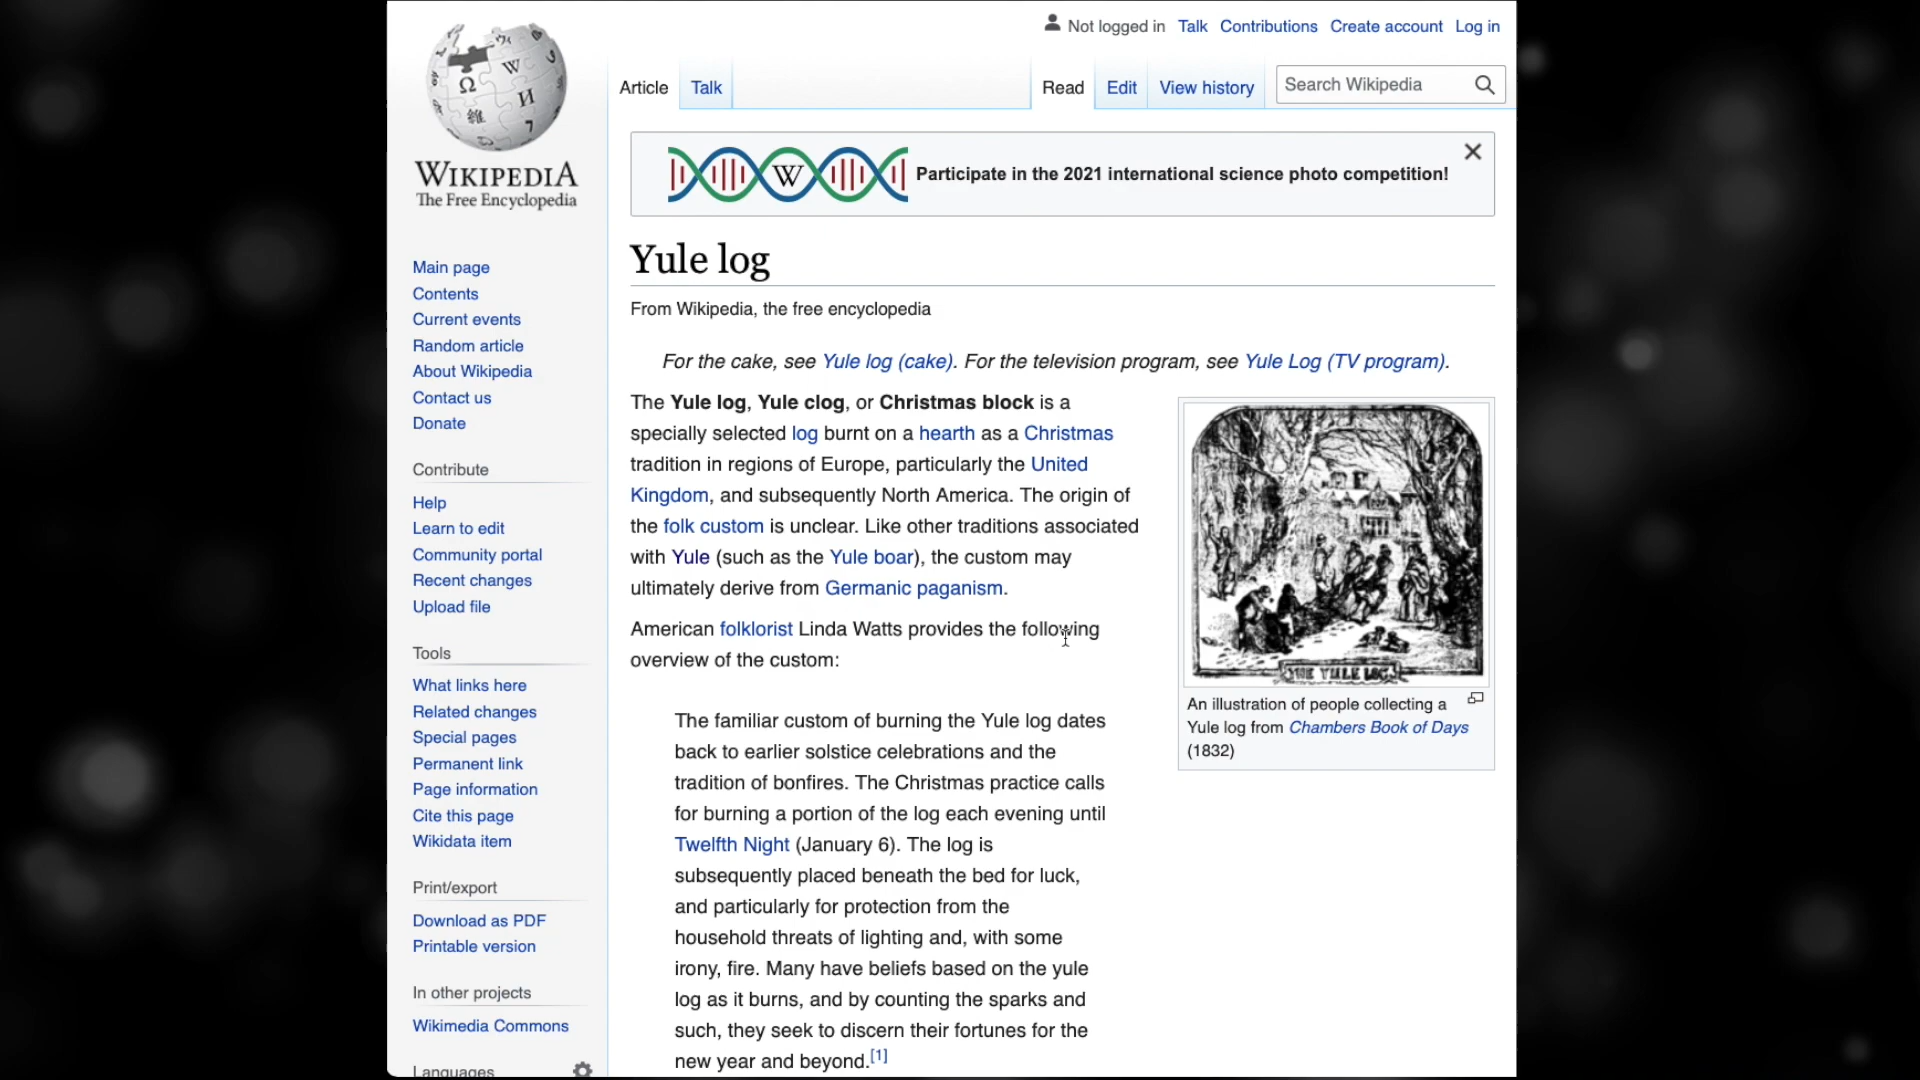 Not logged in Talk Contributions Create account Log in
Article Talk Read Edit View history Search Wikipedia
WIKIPEDIA
The Free Encyclopedia
W
Participate in the 2021 international science photo competition!
Main page
Contents
Current events
Random article
About Wikipedia
Contact us
Donate
Contribute
Help
Learn to edit
Community portal
Recent changes
Upload file
Tools
What links here
Related changes
Special pages
Permanent link
Page information
Cite this page
Wikidata item
Print/export
Download as PDF
Printable version
In other projects
Wikimedia Commons
Languages
Yule log
From Wikipedia, the free encyclopedia
For the cake, see Yule log (cake). For the television program, see Yule Log (TV program).
The Yule log, Yule clog, or Christmas block is a
specially selected log burnt on a hearth as a Christmas
tradition in regions of Europe, particularly the United
Kingdom, and subsequently North America. The origin of
the folk custom is unclear. Like other traditions associated
with Yule (such as the Yule boar), the custom may
ultimately derive from Germanic paganism.
American folklorist Linda Watts provides the following
overview of the custom:
The familiar custom of burning the Yule log dates
back to earlier solstice celebrations and the
tradition of bonfires. The Christmas practice calls
for burning a portion of the log each evening until
Twelfth Night (January 6). The log is
subsequently placed beneath the bed for luck,
and particularly for protection from the
household threats of lighting and, with some
irony, fire. Many have beliefs based on the yule
log as it burns, and by counting the sparks and
such, they seek to discern their fortunes for the
new year and beyond.[1]
THE YULE LOG
An illustration of people collecting a
Yule log from Chambers Book of Days
(1832)